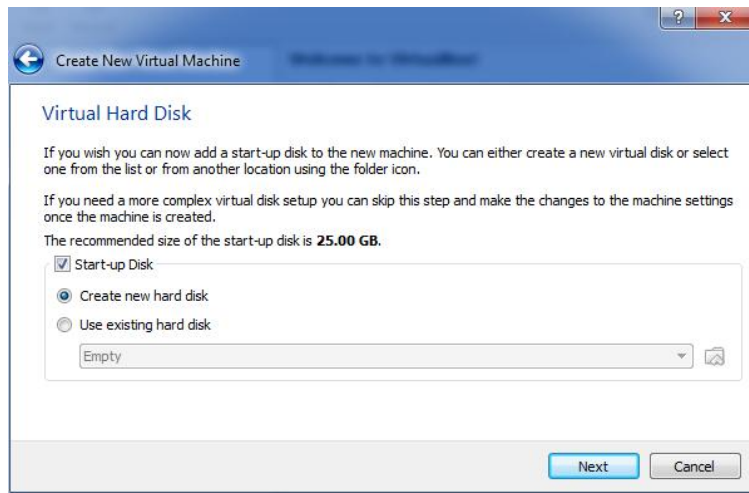 Create New Virtual Machine
Virtual Hard Disk
If you wish you can now add a start-up disk to the new machine. You can either create a new virtual disk or select
one from the list or from another location using the folder icon.
If you need a more complex virtual disk setup you can skip this step and make the changes to the machine settings
once the machine is created.
The recommended size of the start-up disk is 25.00 GB.
Start-up Disk
Create new hard disk
Use existing hard disk
Empty
Next
Cancel